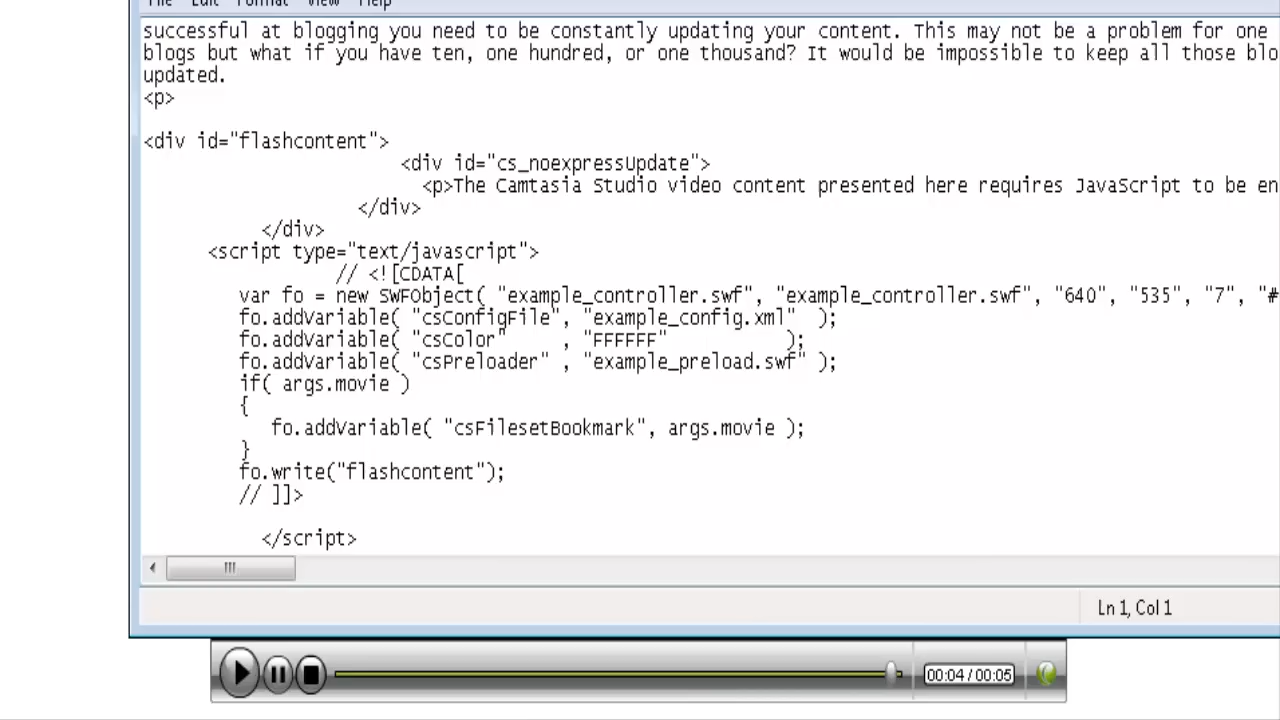 File Edit Format View Help
successful at blogging you need to be constantly updating your content. This may not be a problem for one
blogs but what if you have ten, one hundred, or one thousand? It would be impossible to keep all those blo
updated.
<p>
<div id="flashcontent">
<div id="cs_noexpressUpdate">
<p>The Camtasia Studio video content presented here requires JavaScript to be en
</div>
</div>
<script type="text/javascript">
// <![CDATA[
var fo = new SWFObject( "example_controller.swf", "example_controller.swf", "640", "535", "7", "#
fo.addVariable( "csConfigFile", "example_config.xml" );
fo.addVariable( "csColor" , "FFFFFF" );
fo.addVariable( "csPreloader" , "example_preload.swf" );
if( args.movie )
{
fo.addVariable( "csFilesetBookmark", args.movie );
}
fo.write("flashcontent");
// ]]>
</script>
Ln 1, Col 1
00:04/00:05